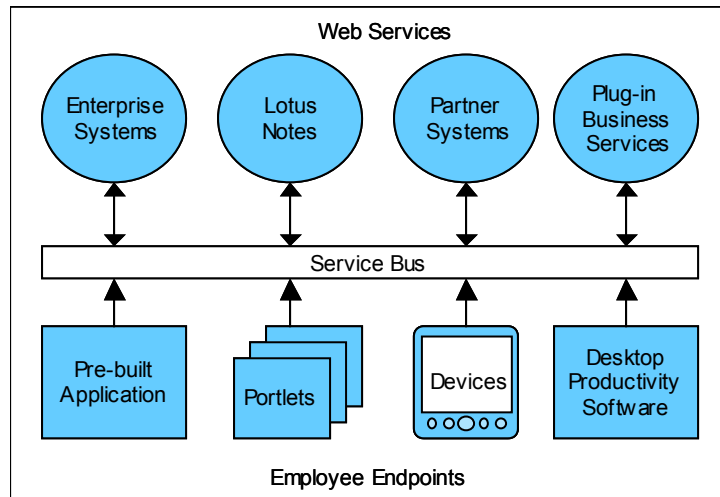 Web Services
Enterprise
Systems
Lotus
Notes
Partner
Systems
Plug-in
Business
Services
Service Bus
Pre-built
Application
Portlets
Devices
Desktop
Productivity
Software
Employee Endpoints